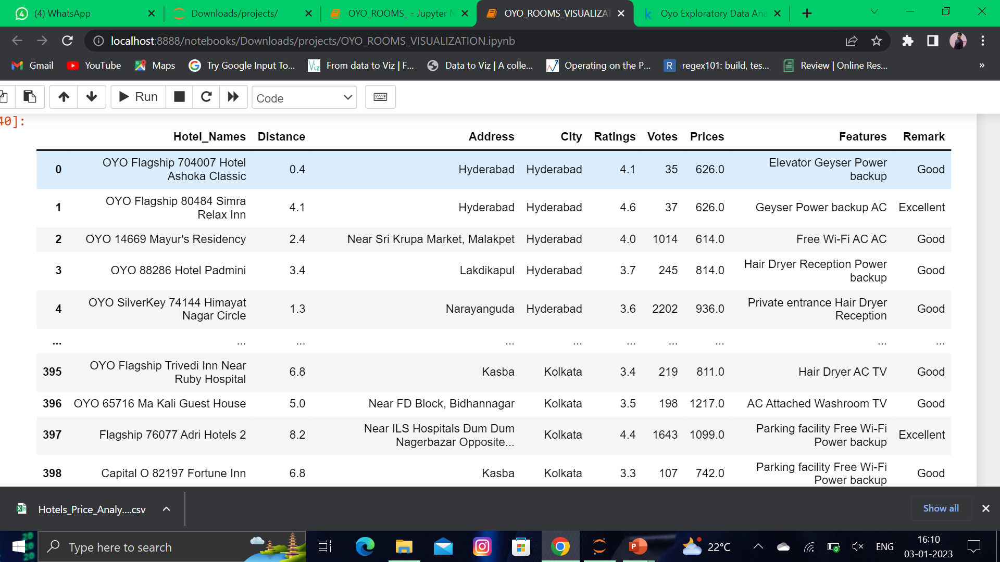 (4) WhatsApp
Downloads/projects/
OYO_ROOMS_ - Jupyter N
OYO_ROOMS_VISUALIZAT
Oyo Exploratory Data Ana
localhost:8888/notebooks/Downloads/projects/OYO_ROOMS_VISUALIZATION.ipynb
Gmail YouTube Maps Try Google Input To... From data to Viz | F... Data to Viz | A colle... Operating on the P... regex101: build, tes... Review | Online Res... »
Run Code
40]:
Hotel_Names Distance Address City Ratings Votes Prices Features Remark
0 OYO Flagship 704007 Hotel Ashoka Classic 0.4 Hyderabad Hyderabad 4.1 35 626.0 Elevator Geyser Power backup Good
1 OYO Flagship 80484 Simra Relax Inn 4.1 Hyderabad Hyderabad 4.6 37 626.0 Geyser Power backup AC Excellent
2 OYO 14669 Mayur's Residency 2.4 Near Sri Krupa Market, Malakpet Hyderabad 4.0 1014 614.0 Free Wi-Fi AC AC Good
3 OYO 88286 Hotel Padmini 3.4 Lakdikapul Hyderabad 3.7 245 814.0 Hair Dryer Reception Power backup Good
4 OYO SilverKey 74144 Himayat Nagar Circle 1.3 Narayanguda Hyderabad 3.6 2202 936.0 Private entrance Hair Dryer Reception Good
... ... ... ... ... ... ... ... ... ...
395 OYO Flagship Trivedi Inn Near Ruby Hospital 6.8 Kasba Kolkata 3.4 219 811.0 Hair Dryer AC TV Good
396 OYO 65716 Ma Kali Guest House 5.0 Near FD Block, Bidhannagar Kolkata 3.5 198 1217.0 AC Attached Washroom TV Good
397 Flagship 76077 Adri Hotels 2 8.2 Near ILS Hospitals Dum Dum Nagerbazar Opposite... Kolkata 4.4 1643 1099.0 Parking facility Free Wi-Fi Power backup Excellent
398 Capital O 82197 Fortune Inn 6.8 Kasba Kolkata 3.3 107 742.0 Parking facility Free Wi-Fi Power backup Good
Hotels_Price_Analy....csv
Show all
Type here to search
22°C
ENG
16:10
03-01-2023